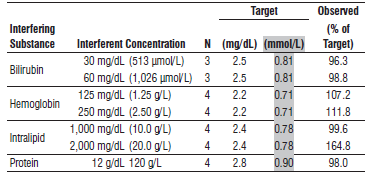 Target Observed
Interfering (% of
Substance Interferent Concentration N (mg/dL) (mmol/L) Target)
Bilirubin 30 mg/dL (513 µmol/L) 3 2.5 0.81 96.3
60 mg/dL (1,026 µmol/L) 3 2.5 0.81 98.8
Hemoglobin 125 mg/dL (1.25 g/L) 4 2.2 0.71 107.2
250 mg/dL (2.50 g/L) 4 2.2 0.71 111.8
Intralipid 1,000 mg/dL (10.0 g/L) 4 2.4 0.78 99.6
2,000 mg/dL (20.0 g/L) 4 2.4 0.78 164.8
Protein 12 g/dL 120 g/L 4 2.8 0.90 98.0